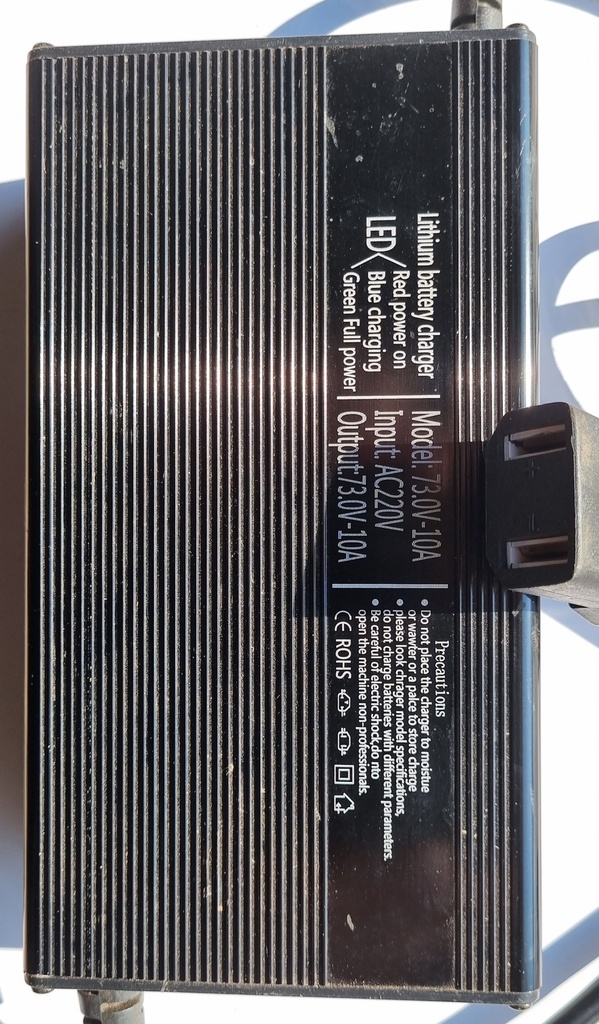 Lithium battery charger
LED
Red power on
Blue charging
Green Full power
Model: 73.0V-10A
Input: AC220V
Output:73.0V-10A
Precautions
• Do not place the charger to moistue
or wawter or a palce to store charge
• please look chrager model specifications,
do not charge batteries with different parameters.
• Be careful of electric shock,do nto
open the machine non-professionals.
CE ROHS
+